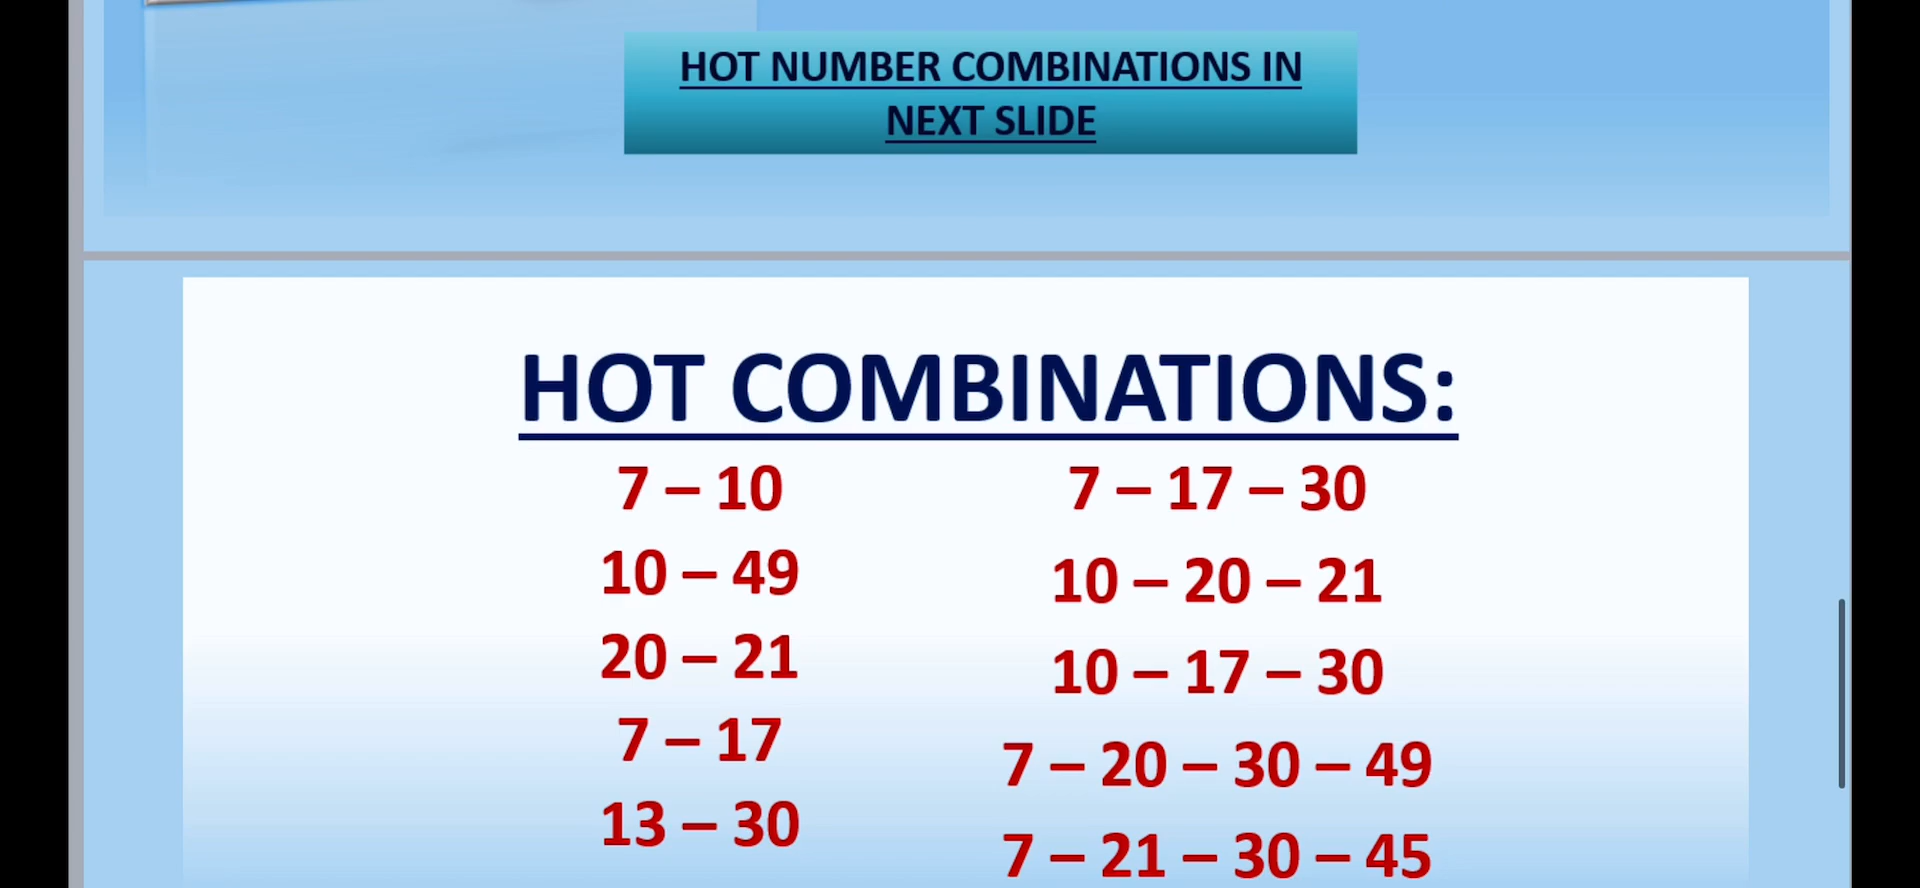 HOT NUMBER COMBINATIONS IN
NEXT SLIDE
HOT COMBINATIONS:
7 – 10
10 – 49
20 – 21
7 – 17
13 – 30
7 – 17 – 30
10 – 20 – 21
10 – 17 – 30
7 – 20 – 30 – 49
7 – 21 – 30 – 45